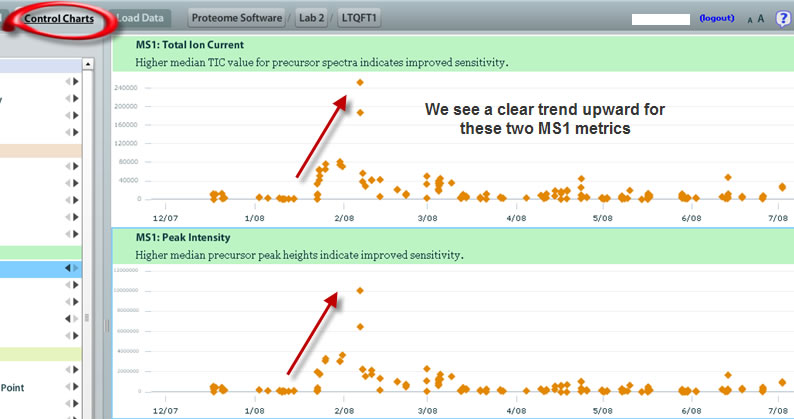 Control Charts
Load Data
Proteome Software / Lab 2 / LTQFT1
(logout)
A A
?
MS1: Total Ion Current
Higher median TIC value for precursor spectra indicates improved sensitivity.
240000
200000
160000
120000
80000
40000
0
We see a clear trend upward for
these two MS1 metrics
12/07 1/08 2/08 3/08 4/08 5/08 6/08 7/08
MS1: Peak Intensity
Higher median precursor peak heights indicate improved sensitivity.
12000000
10000000
8000000
6000000
4000000
2000000
0
12/07 1/08 2/08 3/08 4/08 5/08 6/08 7/08
Point